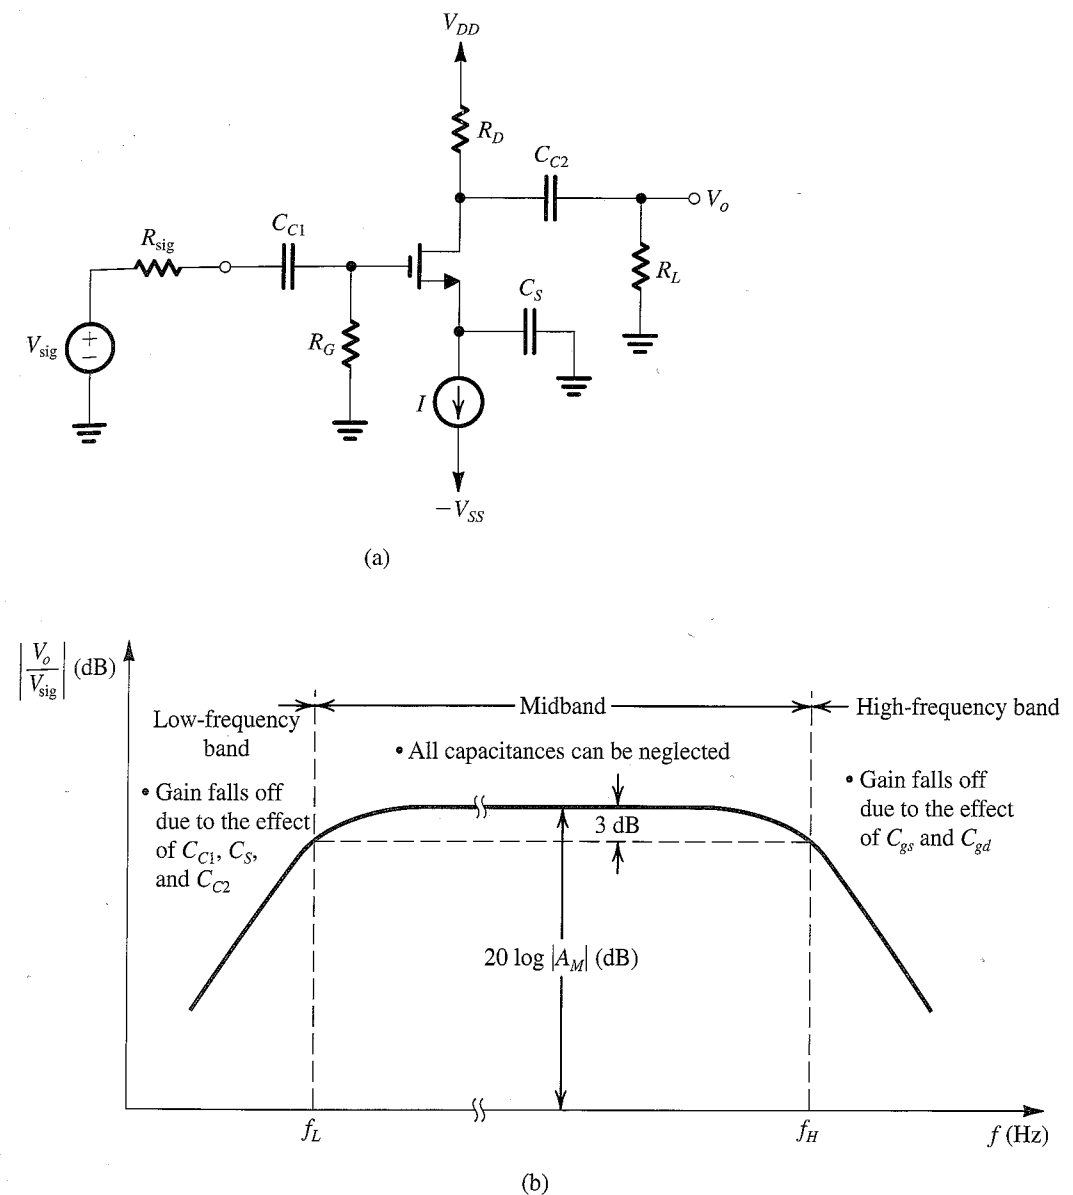 V_DD
R_D
C_C2
V_o
C_C1
R_sig
R_L
C_S
V_sig
+
−
R_G
I
−V_SS
(a)
|V_o/V_sig| (dB)
Low-frequency
band
Midband
High-frequency band
• All capacitances can be neglected
• Gain falls off
due to the effect
of C_C1, C_S,
and C_C2
3 dB
• Gain falls off
due to the effect
of C_gs and C_gd
20 log |A_M| (dB)
f_L
f_H
f (Hz)
(b)